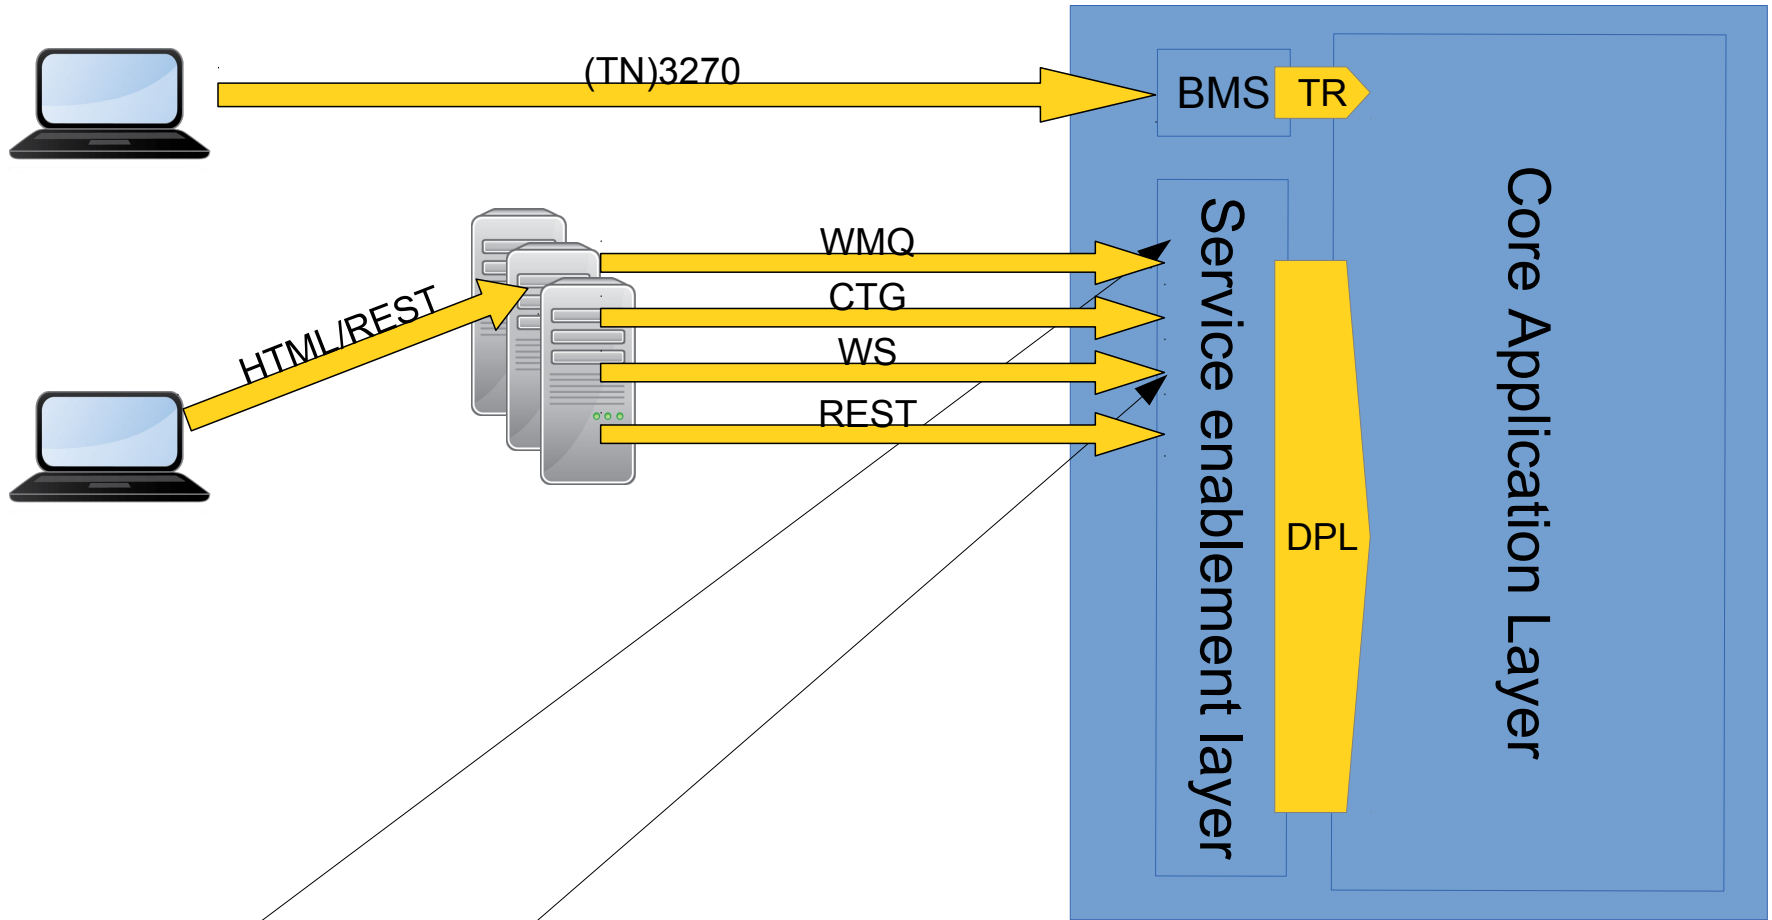 (TN)3270
BMS
TR
WMQ
CTG
WS
REST
HTML/REST
Service enablement layer
DPL
Core Application Layer